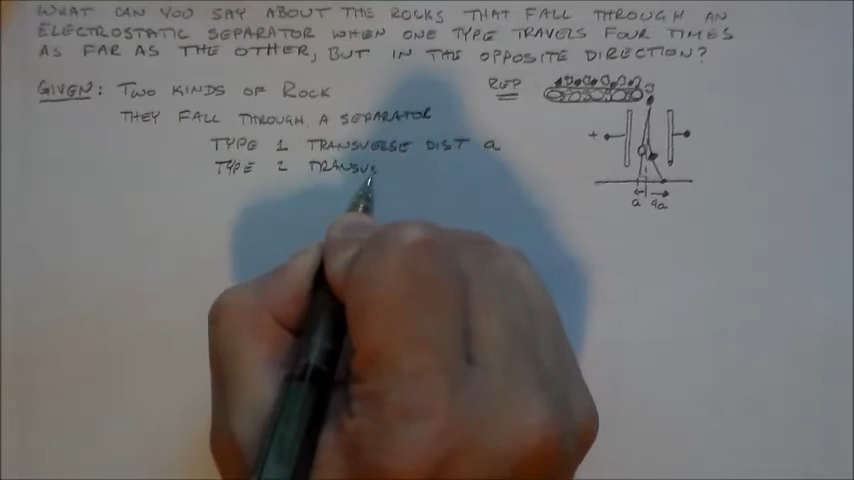 WHAT CAN YOU SAY ABOUT THE ROCKS THAT FALL THROUGH AN
ELECTROSTATIC SEPARATOR WHEN ONE TYPE TRAVELS FOUR TIMES
AS FAR AS THE OTHER, BUT IN THE OPPOSITE DIRECTION?
GIVEN: TWO KINDS OF ROCK
THEY FALL THROUGH A SEPARATOR
TYPE 1 TRANSVERSE DIST a
TYPE 2 TRANSVE
REP
+
-
a 4a